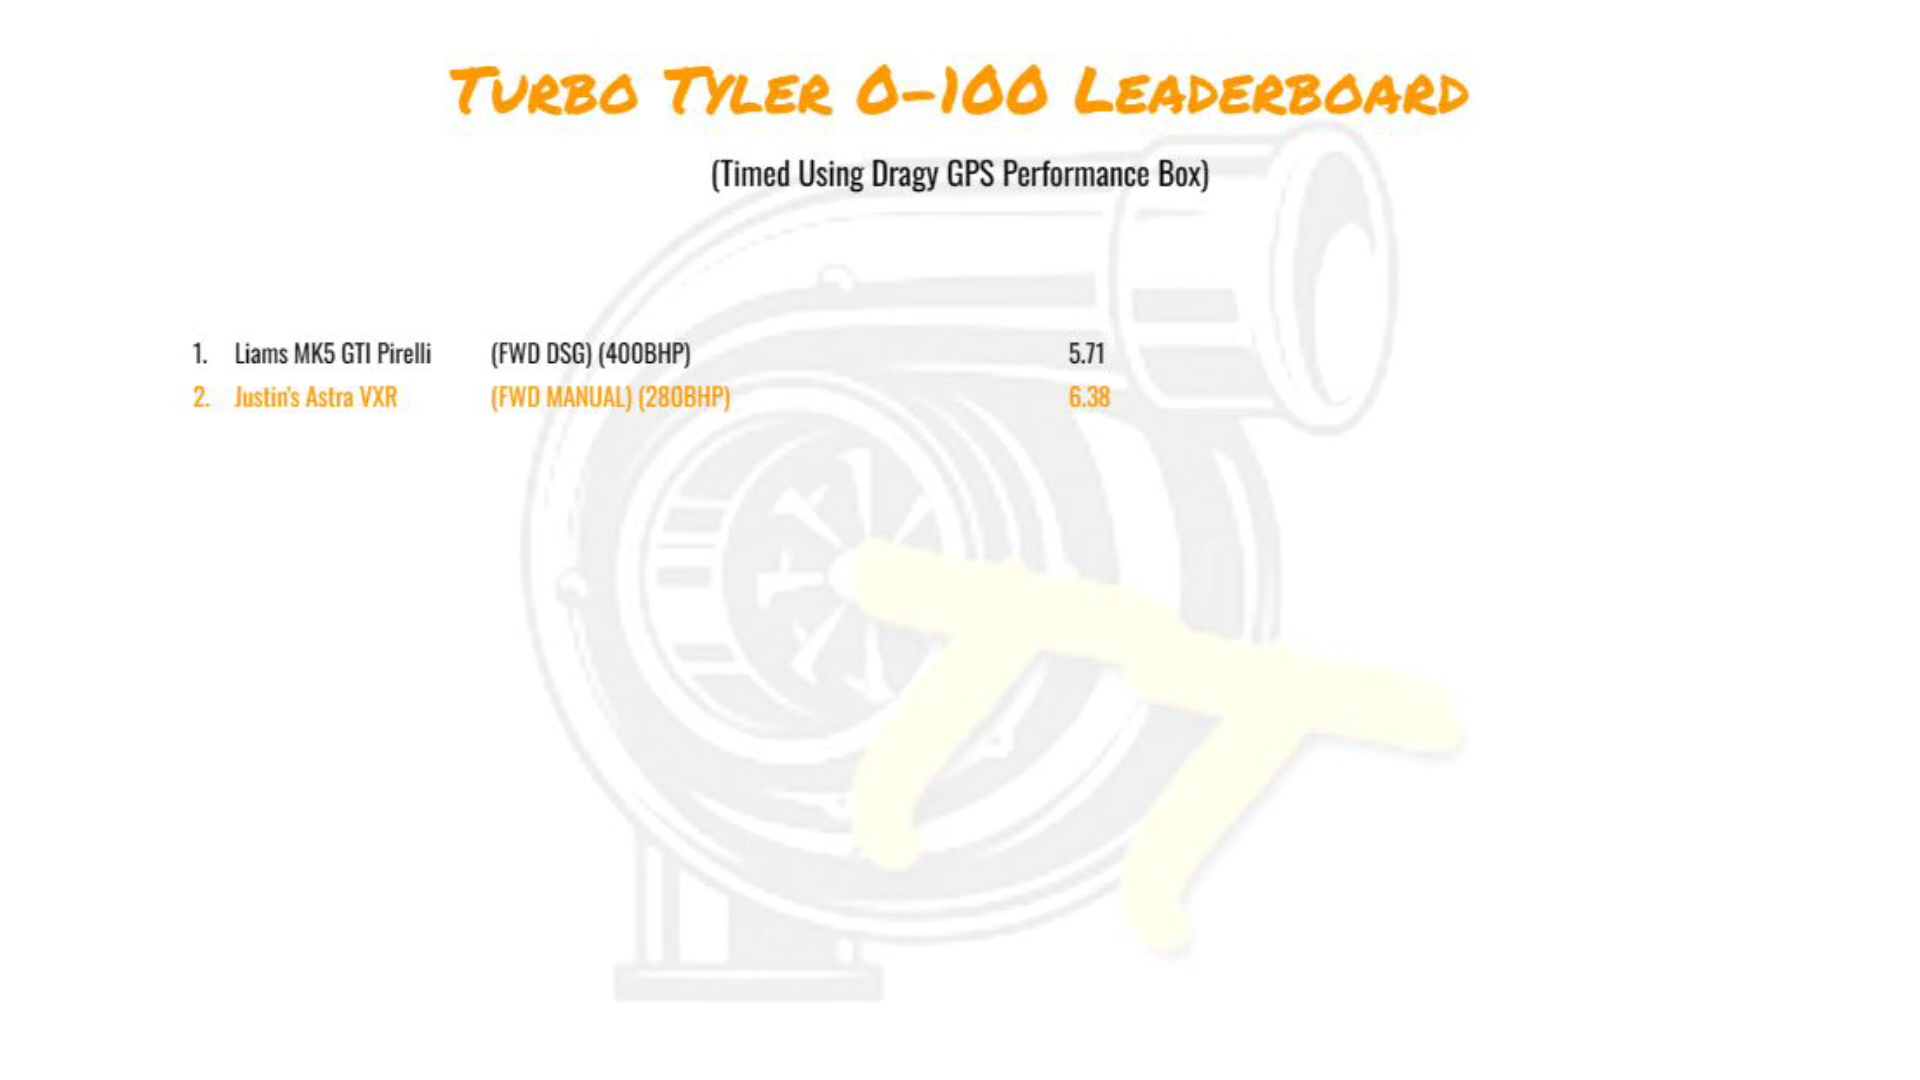 TURBO TYLER 0-100 LEADERBOARD
(Timed Using Dragy GPS Performance Box)
1. Liams MK5 GTI Pirelli (FWD DSG) (400BHP) 5.71
2. Justin's Astra VXR (FWD MANUAL) (280BHP) 6.38
TT